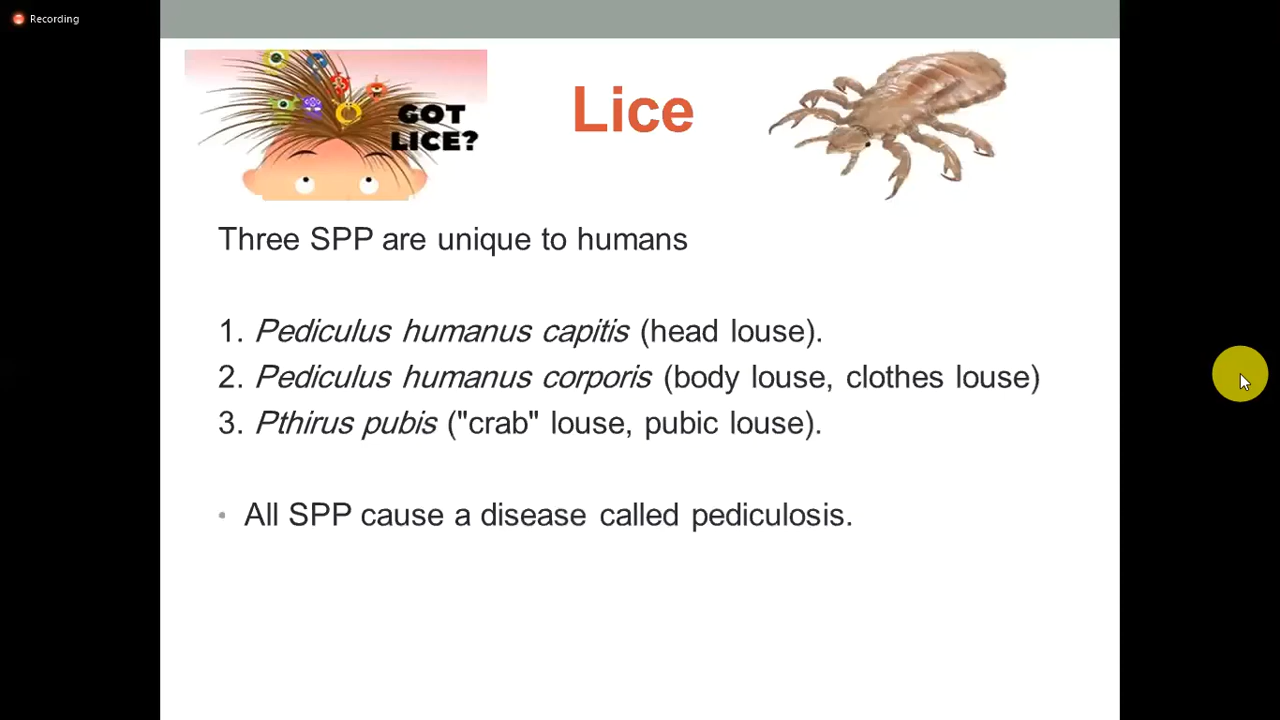 Recording
GOT
LICE?
Lice
Three SPP are unique to humans
1. Pediculus humanus capitis (head louse).
2. Pediculus humanus corporis (body louse, clothes louse)
3. Pthirus pubis ("crab" louse, pubic louse).
• All SPP cause a disease called pediculosis.